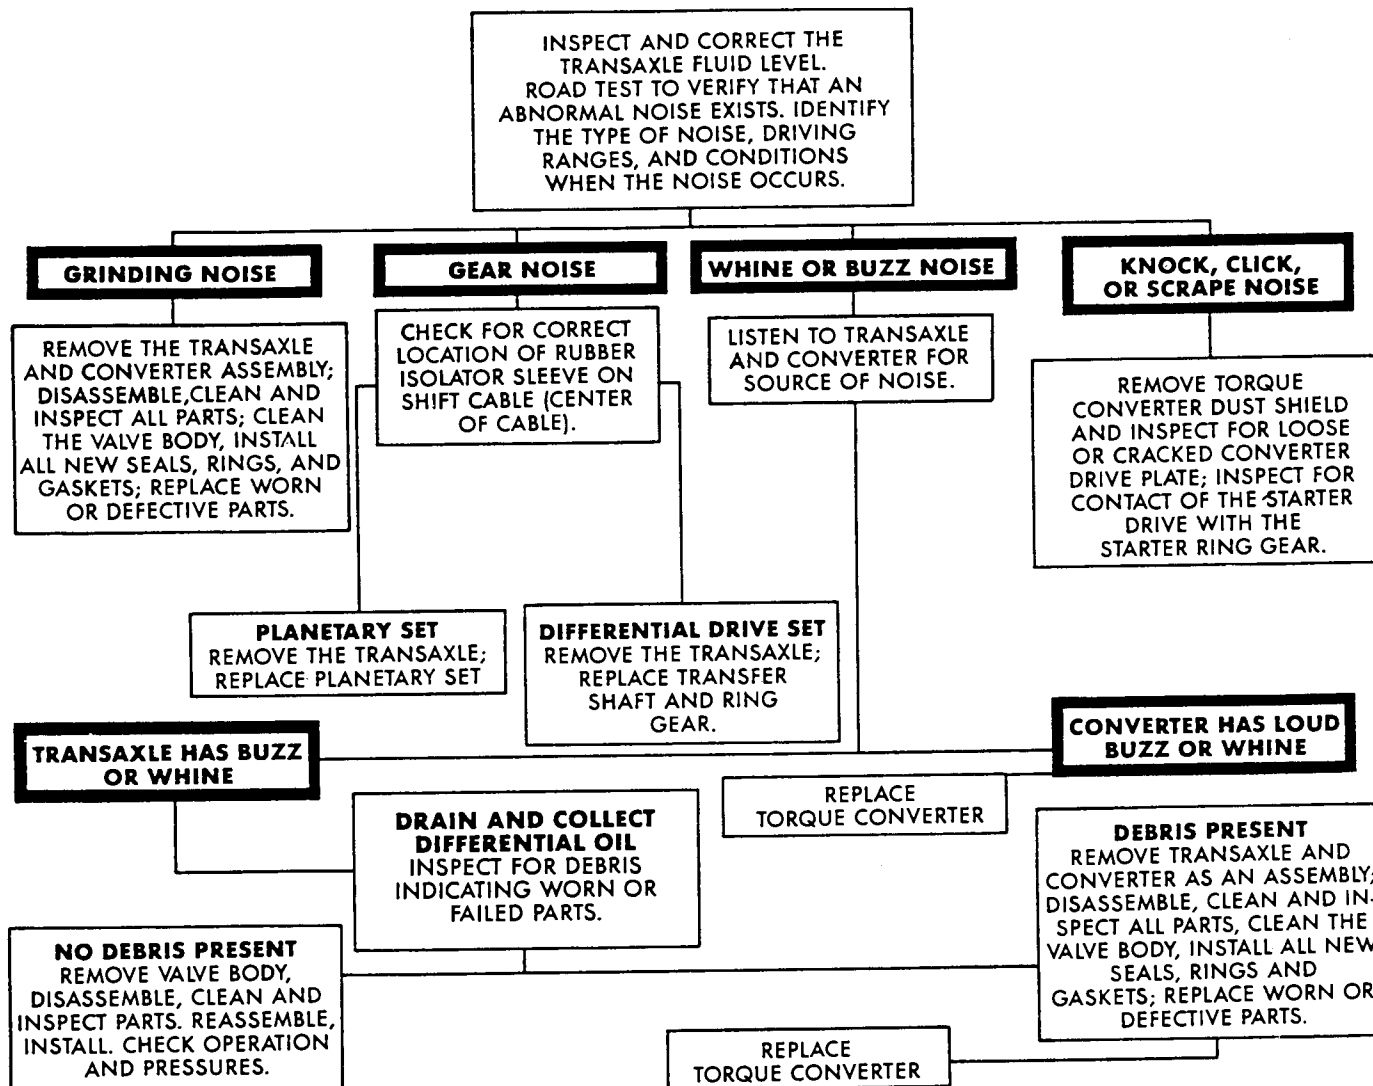 INSPECT AND CORRECT THE
TRANSAXLE FLUID LEVEL.
ROAD TEST TO VERIFY THAT AN
ABNORMAL NOISE EXISTS. IDENTIFY
THE TYPE OF NOISE, DRIVING
RANGES, AND CONDITIONS
WHEN THE NOISE OCCURS.
GRINDING NOISE
GEAR NOISE
WHINE OR BUZZ NOISE
KNOCK, CLICK,
OR SCRAPE NOISE
REMOVE THE TRANSAXLE
AND CONVERTER ASSEMBLY;
DISASSEMBLE,CLEAN AND
INSPECT ALL PARTS; CLEAN
THE VALVE BODY, INSTALL
ALL NEW SEALS, RINGS, AND
GASKETS; REPLACE WORN
OR DEFECTIVE PARTS.
CHECK FOR CORRECT
LOCATION OF RUBBER
ISOLATOR SLEEVE ON
SHIFT CABLE (CENTER
OF CABLE).
LISTEN TO TRANSAXLE
AND CONVERTER FOR
SOURCE OF NOISE.
REMOVE TORQUE
CONVERTER DUST SHIELD
AND INSPECT FOR LOOSE
OR CRACKED CONVERTER
DRIVE PLATE; INSPECT FOR
CONTACT OF THE STARTER
DRIVE WITH THE
STARTER RING GEAR.
PLANETARY SET
REMOVE THE TRANSAXLE;
REPLACE PLANETARY SET
DIFFERENTIAL DRIVE SET
REMOVE THE TRANSAXLE;
REPLACE TRANSFER
SHAFT AND RING
GEAR.
TRANSAXLE HAS BUZZ
OR WHINE
CONVERTER HAS LOUD
BUZZ OR WHINE
REPLACE
TORQUE CONVERTER
DRAIN AND COLLECT
DIFFERENTIAL OIL
INSPECT FOR DEBRIS
INDICATING WORN OR
FAILED PARTS.
DEBRIS PRESENT
REMOVE TRANSAXLE AND
CONVERTER AS AN ASSEMBLY;
DISASSEMBLE, CLEAN AND IN-
SPECT ALL PARTS, CLEAN THE
VALVE BODY, INSTALL ALL NEW
SEALS, RINGS AND
GASKETS; REPLACE WORN OR
DEFECTIVE PARTS.
NO DEBRIS PRESENT
REMOVE VALVE BODY,
DISASSEMBLE, CLEAN AND
INSPECT PARTS. REASSEMBLE,
INSTALL. CHECK OPERATION
AND PRESSURES.
REPLACE
TORQUE CONVERTER